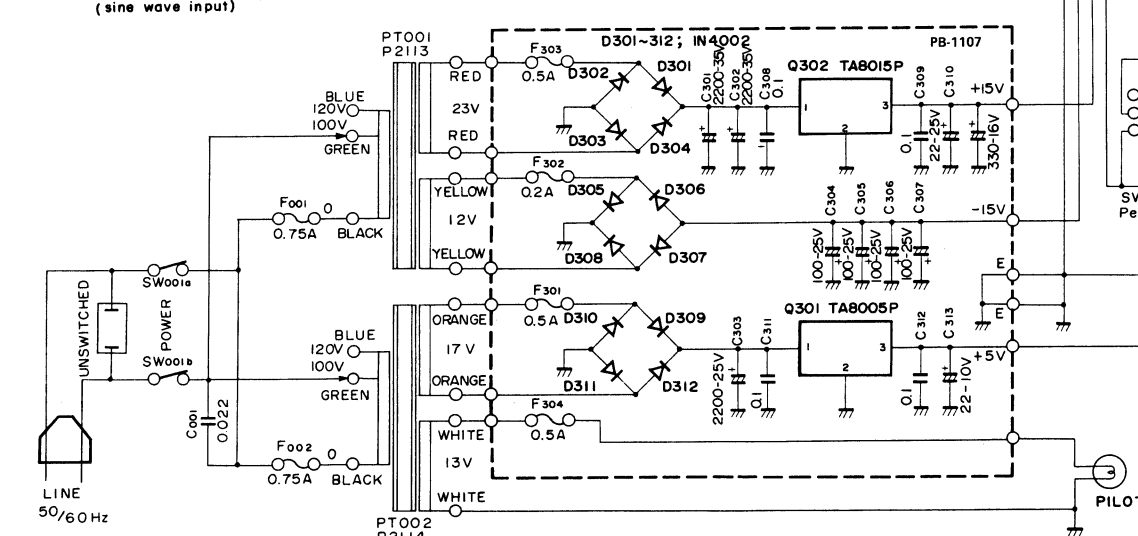 (sine wave input)
PT001
P2113
D301~312; IN4002
PB-1107
RED
F303
0.5A
D302
D301
C301
2200-35V
C302
2200-35V
C308
0.1
Q302 TA8015P
1
3
2
C309
0.1
C310
22-25V
330-16V
+15V
BLUE
120V
100V
GREEN
23V
RED
D303
D304
F302
0.2A
YELLOW
D305
D306
12V
C304
100-25V
C305
100-25V
C306
100-25V
C307
100-25V
-15V
SV
Pe
F001
0
0.75A
BLACK
YELLOW
D308
D307
E
E
SW001a
UNSWITCHED
POWER
SW001b
F301
0.5A
ORANGE
D310
D309
17V
C303
2200-25V
C311
0.1
Q301 TA8005P
1
3
2
C312
0.1
C313
22-10V
+5V
BLUE
120V
100V
GREEN
ORANGE
D311
D312
C001
0.022
F304
0.5A
WHITE
13V
WHITE
F002
0
0.75A
BLACK
LINE
50/60Hz
PT002
P2114
PILOT